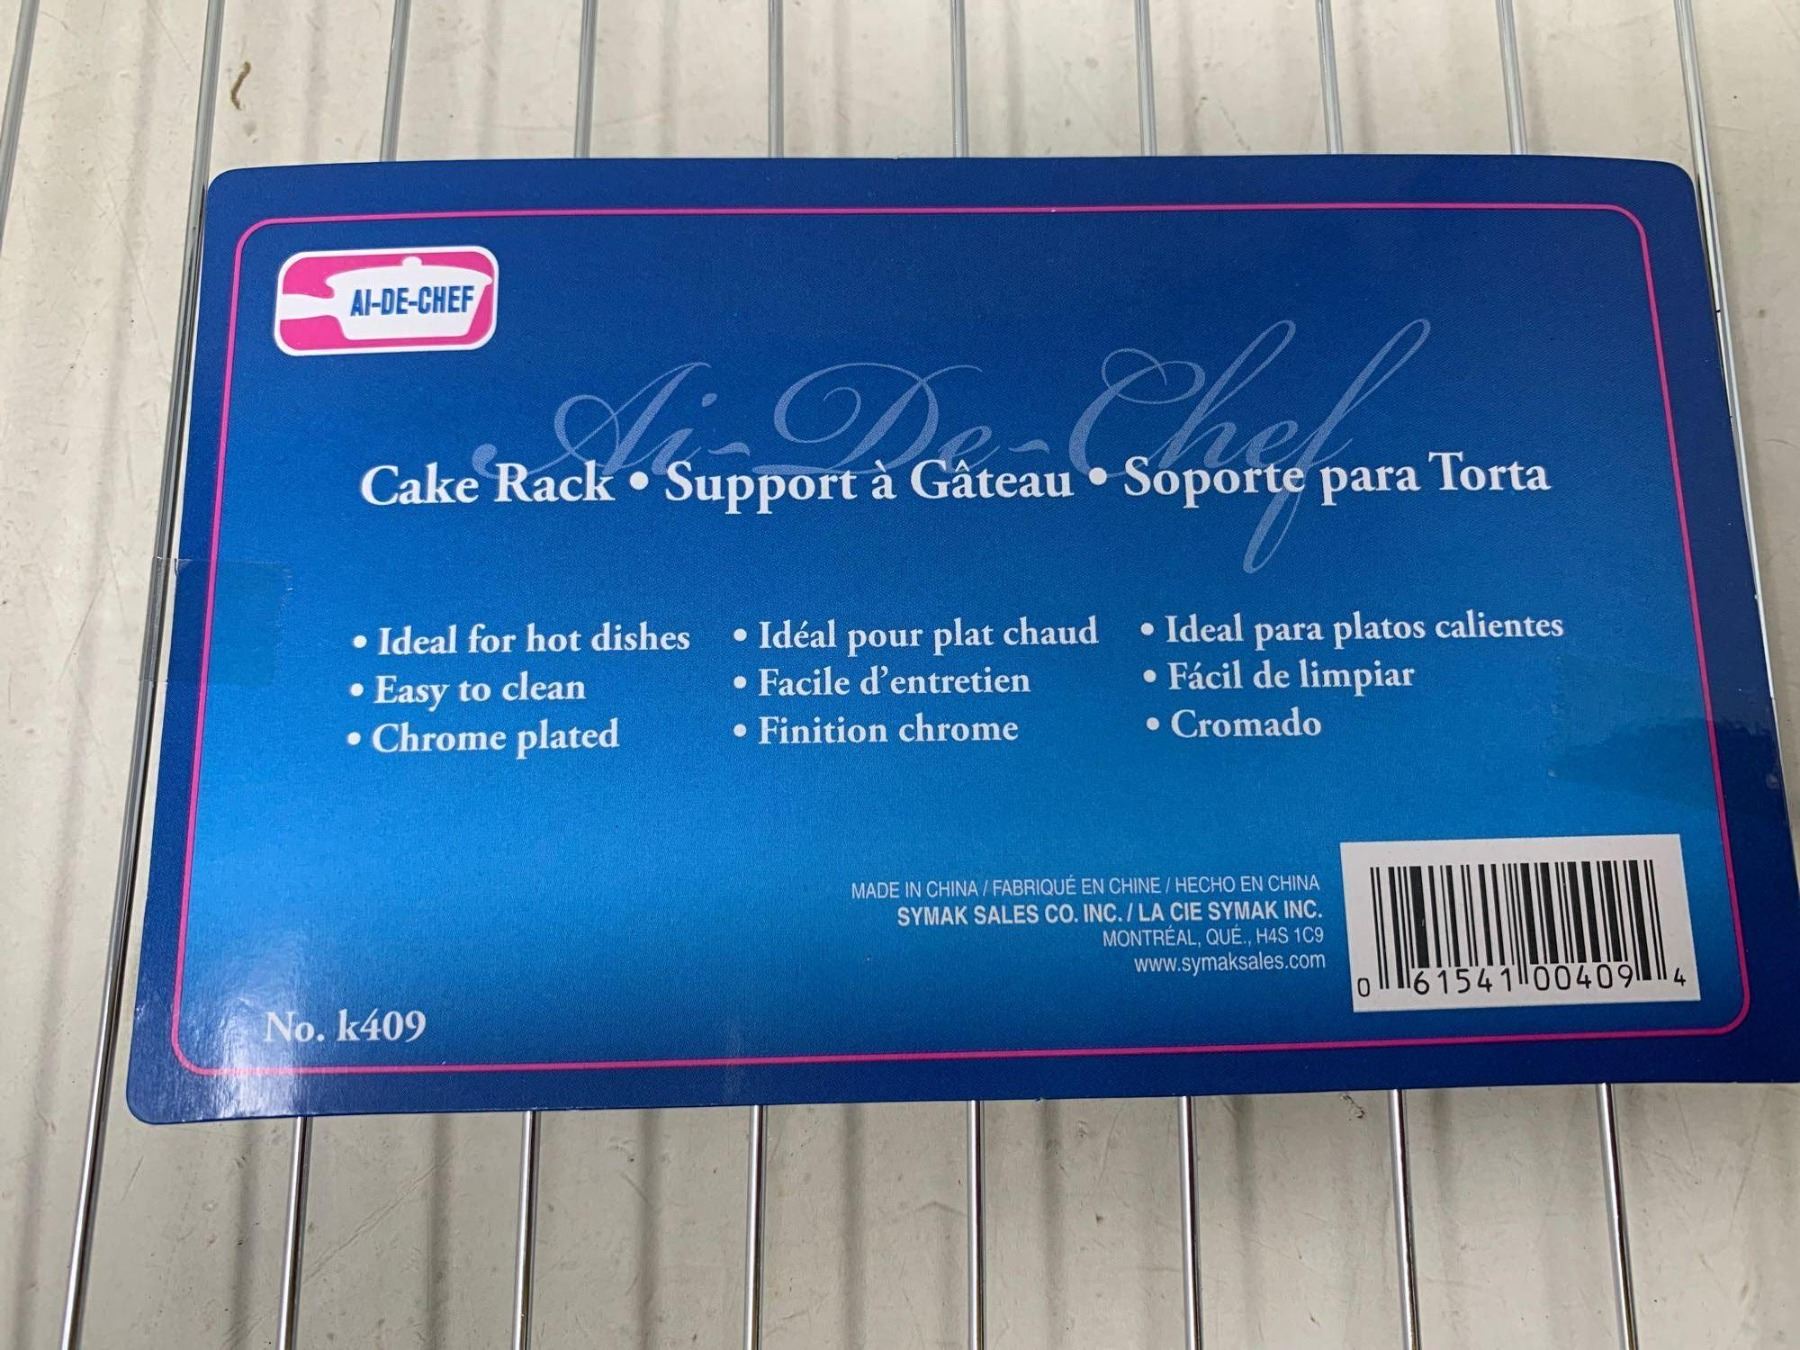 AI-DE-CHEF
Ai-De-Chef
Cake Rack • Support à Gâteau • Soporte para Torta
• Ideal for hot dishes
• Easy to clean
• Chrome plated
• Idéal pour plat chaud
• Facile d'entretien
• Finition chrome
• Ideal para platos calientes
• Fácil de limpiar
• Cromado
MADE IN CHINA / FABRIQUÉ EN CHINE / HECHO EN CHINA
SYMAK SALES CO. INC. / LA CIE SYMAK INC.
MONTRÉAL, QUÉ., H4S 1C9
www.symaksales.com
0 61541 00409 4
No. k409